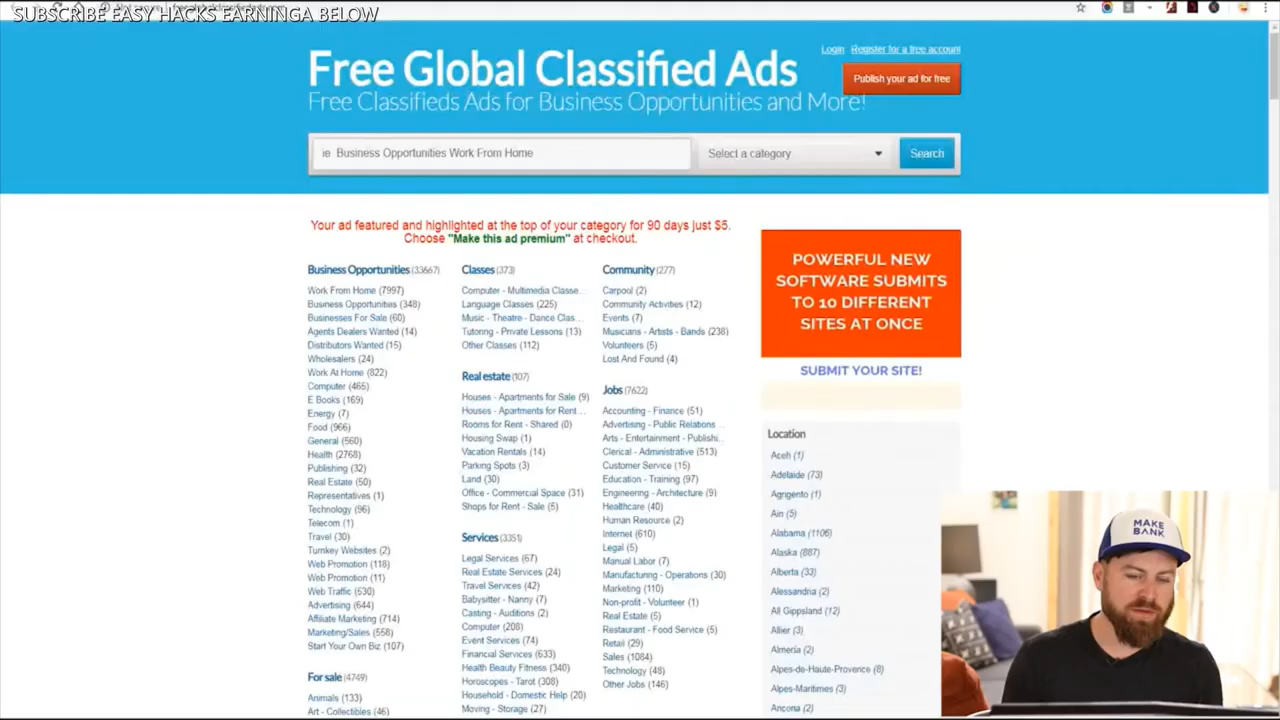 SUBSCRIBE EASY HACKS EARNINGA BELOW
Free Global Classified Ads
Free Classifieds Ads for Business Opportunities and More!
Login Register for a free account
Publish your ad for free
ie Business Opportunities Work From Home
Select a category
Search
Your ad featured and highlighted at the top of your category for 90 days just $5.
Choose "Make this ad premium" at checkout.
Business Opportunities (33667)
Work From Home (7997)
Business Opportunities (348)
Businesses For Sale (60)
Agents Dealers Wanted (14)
Distributors Wanted (15)
Wholesalers (24)
Work At Home (822)
Computer (465)
E Books (169)
Energy (7)
Food (966)
General (560)
Health (2768)
Publishing (32)
Real Estate (50)
Representatives (1)
Technology (96)
Telecom (1)
Travel (30)
Turnkey Websites (2)
Web Promotion (118)
Web Promotion (11)
Web Traffic (530)
Advertising (644)
Affiliate Marketing (714)
Marketing/Sales (558)
Start Your Own Biz (107)
For sale (4749)
Animals (133)
Art - Collectibles (46)
Classes (373)
Computer - Multimedia Classe...
Language Classes (225)
Music - Theatre - Dance Clas...
Tutoring - Private Lessons (13)
Other Classes (112)
Real estate (107)
Houses - Apartments for Sale (9)
Houses - Apartments for Rent...
Rooms for Rent - Shared (0)
Housing Swap (1)
Vacation Rentals (14)
Parking Spots (3)
Land (30)
Office - Commercial Space (31)
Shops for Rent - Sale (5)
Services (3351)
Legal Services (67)
Real Estate Services (24)
Travel Services (42)
Babysitter - Nanny (7)
Casting - Auditions (2)
Computer (208)
Event Services (74)
Financial Services (633)
Health Beauty Fitness (340)
Horoscopes - Tarot (308)
Household - Domestic Help (20)
Moving - Storage (27)
Community (277)
Carpool (2)
Community Activities (12)
Events (7)
Musicians - Artists - Bands (238)
Volunteers (5)
Lost And Found (4)
Jobs (7622)
Accounting - Finance (51)
Advertising - Public Relations ...
Arts - Entertainment - Publishi...
Clerical - Administrative (513)
Customer Service (15)
Education - Training (97)
Engineering - Architecture (9)
Healthcare (40)
Human Resource (2)
Internet (610)
Legal (5)
Manual Labor (7)
Manufacturing - Operations (30)
Marketing (110)
Non-profit - Volunteer (1)
Real Estate (5)
Restaurant - Food Service (5)
Retail (29)
Sales (1084)
Technology (48)
Other Jobs (146)
POWERFUL NEW
SOFTWARE SUBMITS
TO 10 DIFFERENT
SITES AT ONCE
SUBMIT YOUR SITE!
Location
Aceh (1)
Adelaide (73)
Agrigento (1)
Ain (5)
Alabama (1106)
Alaska (887)
Alberta (33)
Alessandria (2)
All Gippsland (12)
Allier (3)
Almeria (2)
Alpes-de-Haute-Provence (8)
Alpes-Maritimes (3)
Ancona (2)
MAKE
BANK